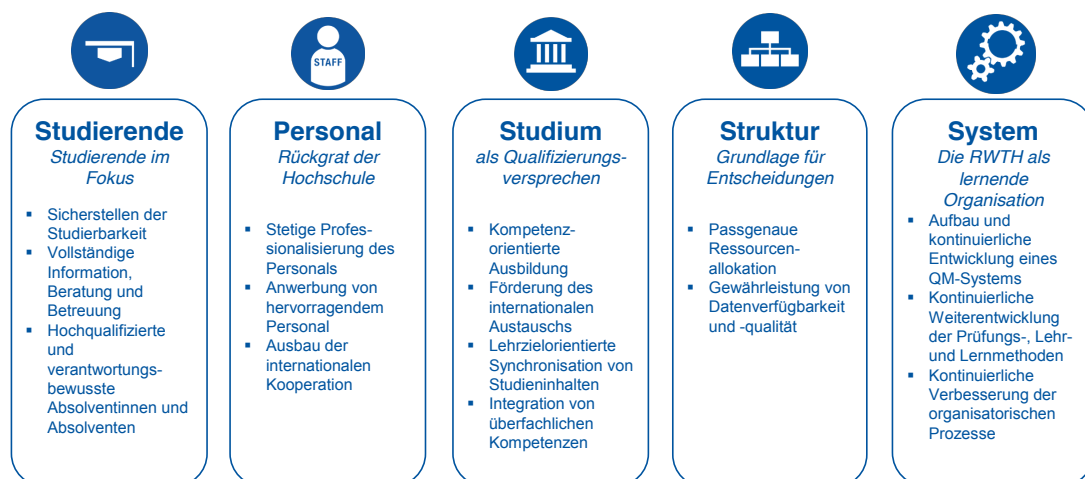 STAFF
Studierende
Studierende im
Fokus
Sicherstellen der
Studierbarkeit
Vollständige
Information,
Beratung und
Betreuung
Hochqualifizierte
und
verantwortungs-
bewusste
Absolventinnen und
Absolventen
Personal
Rückgrat der
Hochschule
Stetige Profes-
sionalisierung des
Personals
Anwerbung von
hervorragendem
Personal
Ausbau der
internationalen
Kooperation
Studium
als Qualifizierungs-
versprechen
Kompetenz-
orientierte
Ausbildung
Förderung des
internationalen
Austauschs
Lehrzielorientierte
Synchronisation von
Studieninhalten
Integration von
überfachlichen
Kompetenzen
Struktur
Grundlage für
Entscheidungen
Passgenaue
Ressourcen-
allokation
Gewährleistung von
Datenverfügbarkeit
und -qualität
System
Die RWTH als
lernende
Organisation
Aufbau und
kontinuierliche
Entwicklung eines
QM-Systems
Kontinuierliche
Weiterentwicklung
der Prüfungs-, Lehr-
und Lernmethoden
Kontinuierliche
Verbesserung der
organisatorischen
Prozesse